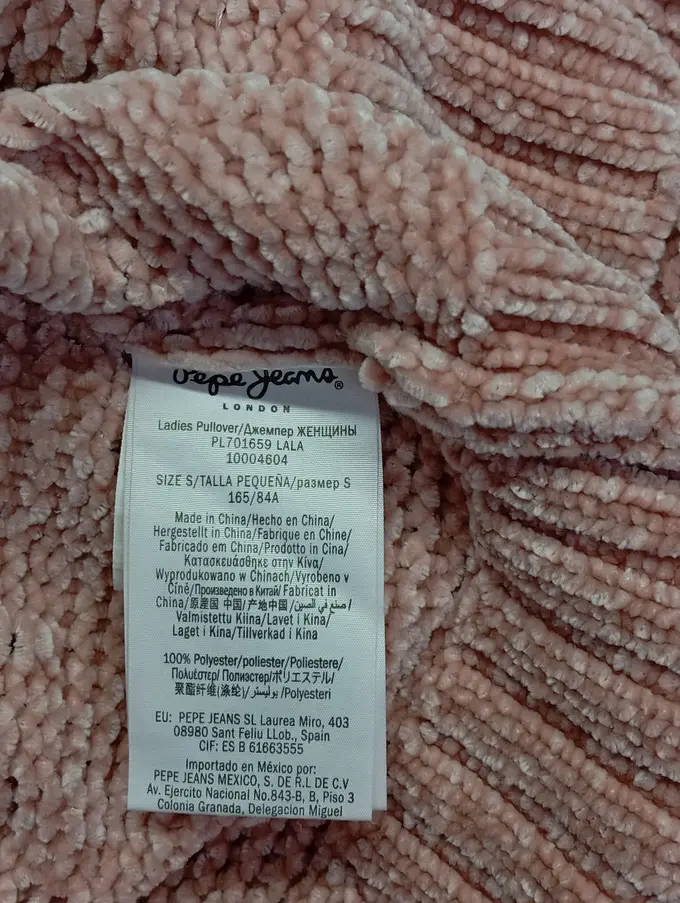 Pepe Jeans®
LONDON
Ladies Pullover/Джемпер ЖЕНЩИНЫ
PL701659 LALA
10004604
SIZE S/TALLA PEQUEÑA/размер S
165/84A
Made in China/Hecho en China/
Hergestellt in China/Fabrique en Chine/
Fabricado em China/Prodotto in Cina/
Κατασκευάσθηκε στην Κίνα/
Wyprodukowano w Chinach/Vyrobeno v
Číně/Произведено в Китай/Fabricat in
China/原産国 中国/产地中国/صنع في الصين/
Valmistettu Kiina/Lavet i Kina/
Laget i Kina/Tillverkad i Kina
100% Polyester/poliester/Poliestere/
Πολυέστερ/ Полиэстер/ポリエステル/
聚酯纤维(涤纶)/بوليستر/Polyesteri
EU: PEPE JEANS SL Laurea Miro, 403
08980 Sant Feliu LLob., Spain
CIF: ES B 61663555
Importado en México por:
PEPE JEANS MEXICO, S. DE R.L DE C.V
Av. Ejercito Nacional No.843-B, B, Piso 3
Colonia Granada, Delegacion Miguel